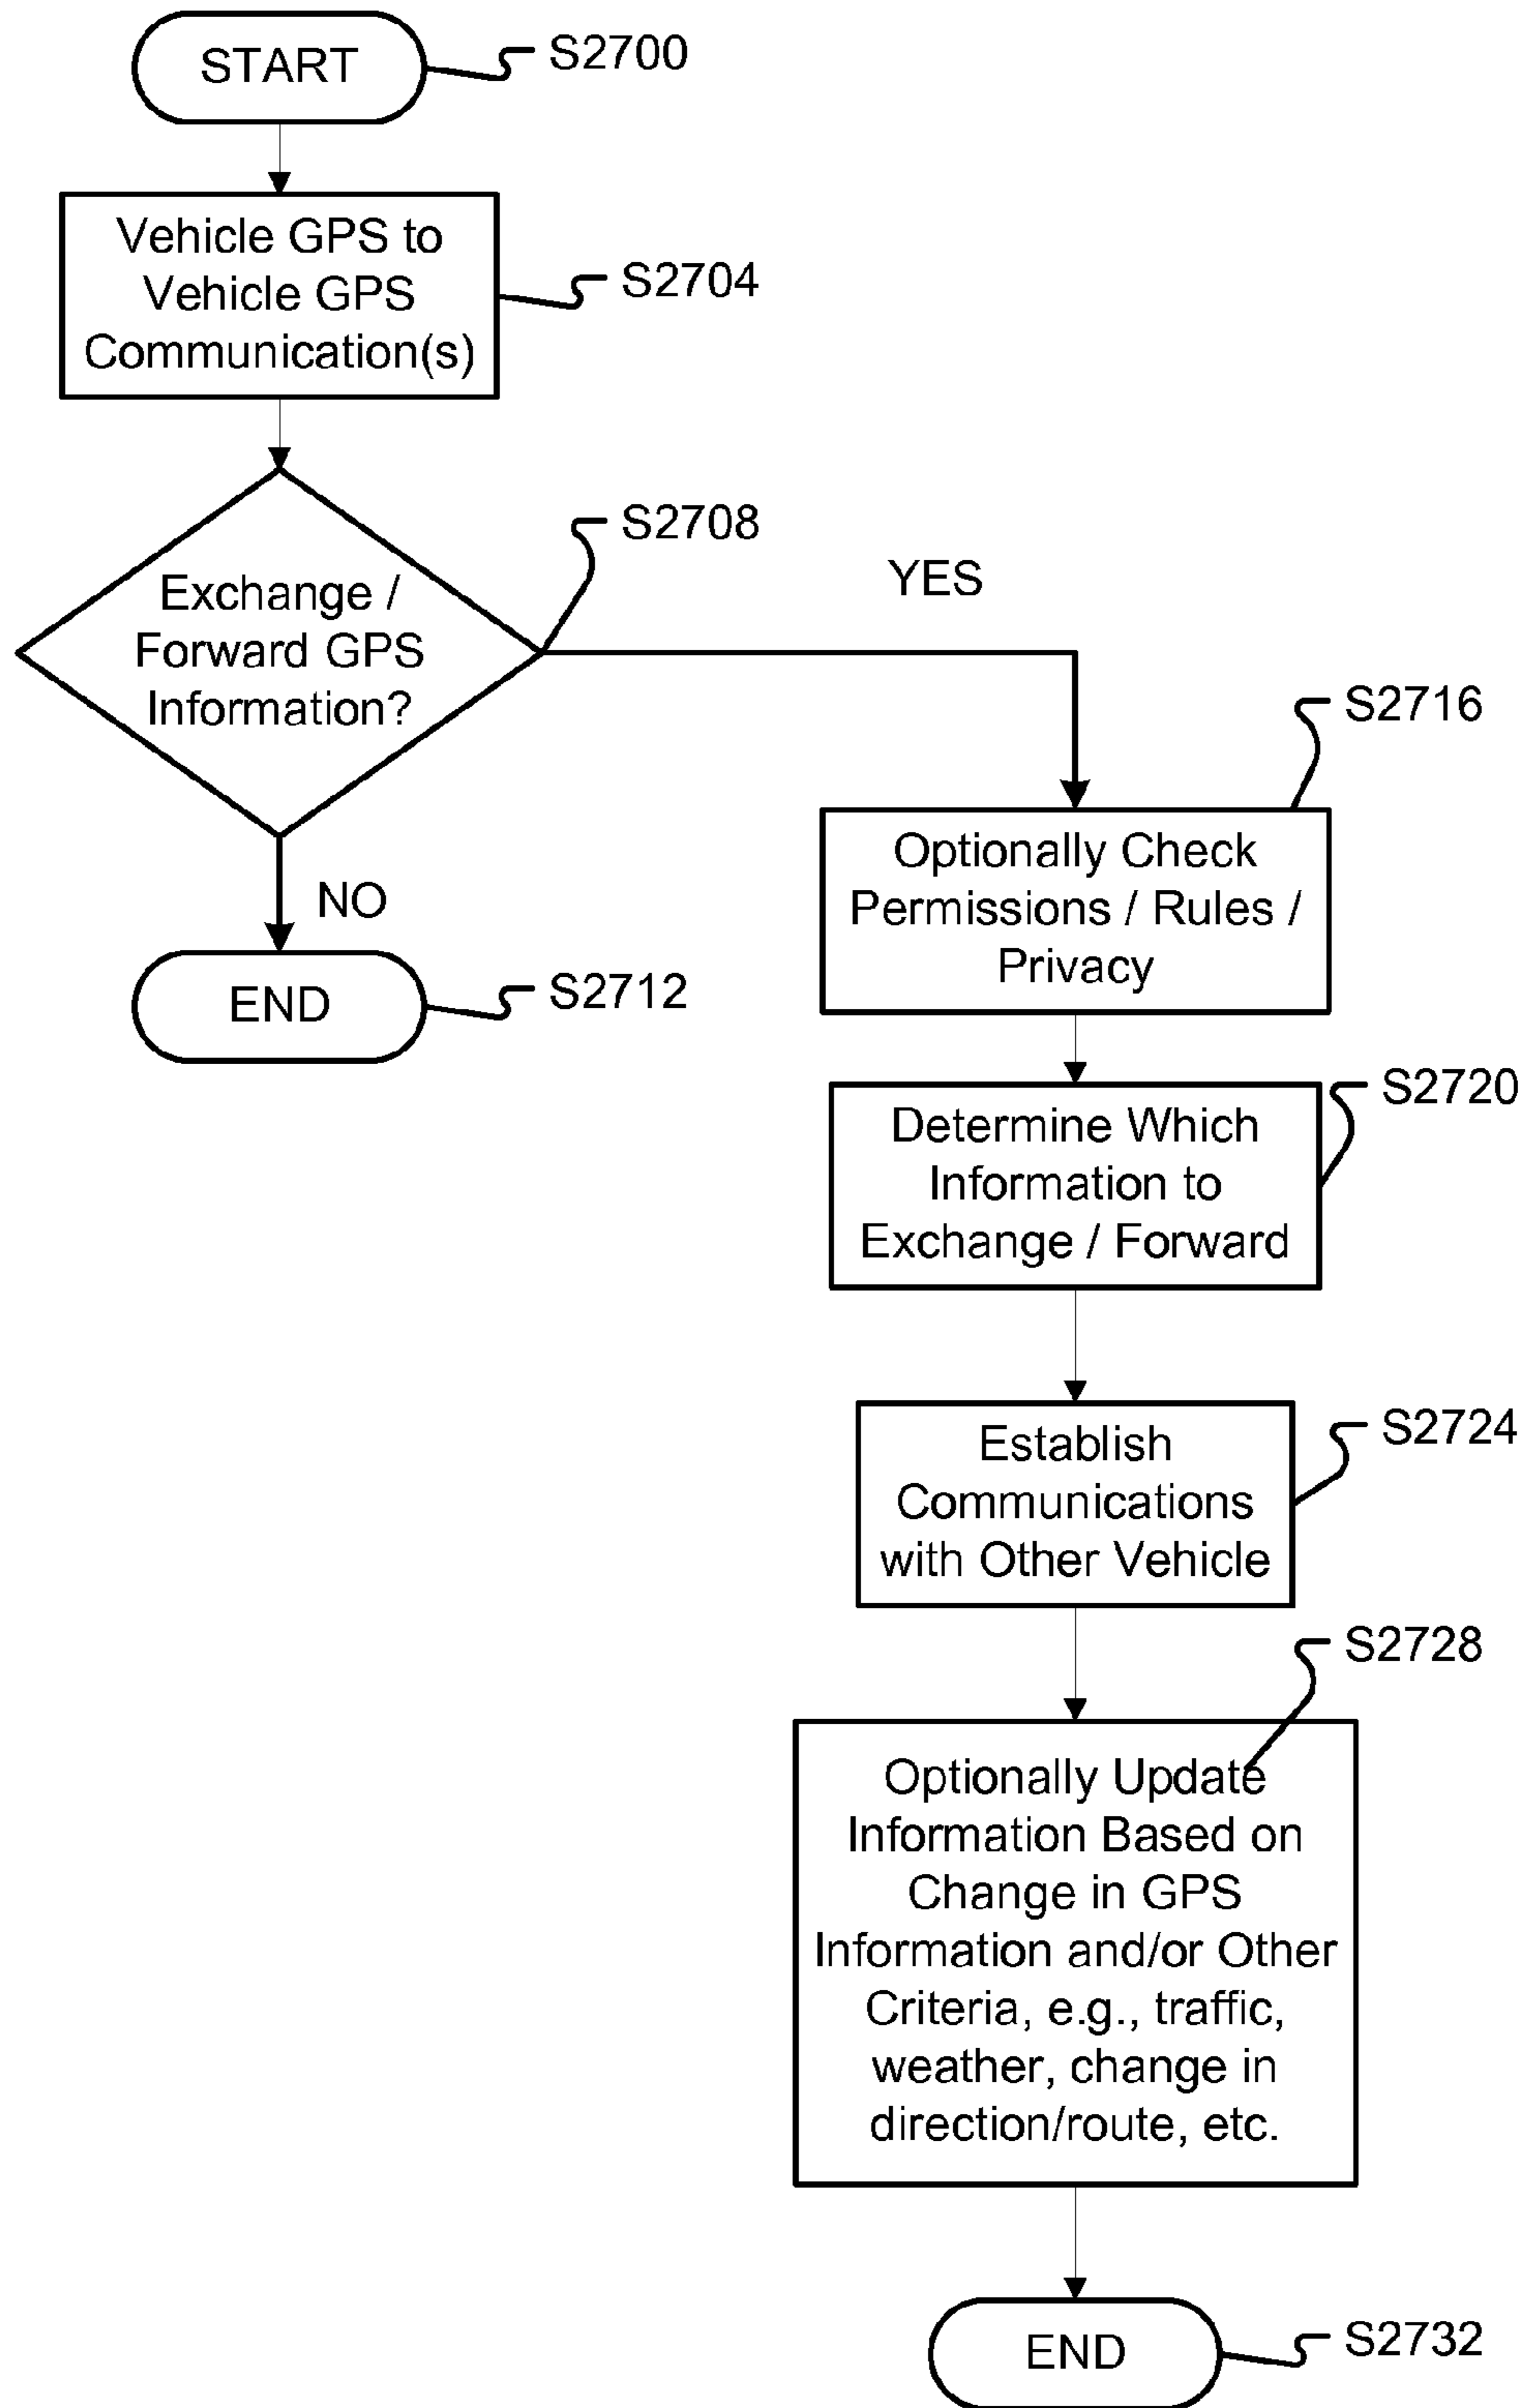 START
S2700
Vehicle GPS to
Vehicle GPS
Communication(s)
S2704
Exchange /
Forward GPS
Information?
S2708
YES
NO
END
S2712
S2716
Optionally Check
Permissions / Rules /
Privacy
S2720
Determine Which
Information to
Exchange / Forward
S2724
Establish
Communications
with Other Vehicle
S2728
Optionally Update
Information Based on
Change in GPS
Information and/or Other
Criteria, e.g., traffic,
weather, change in
direction/route, etc.
END
S2732